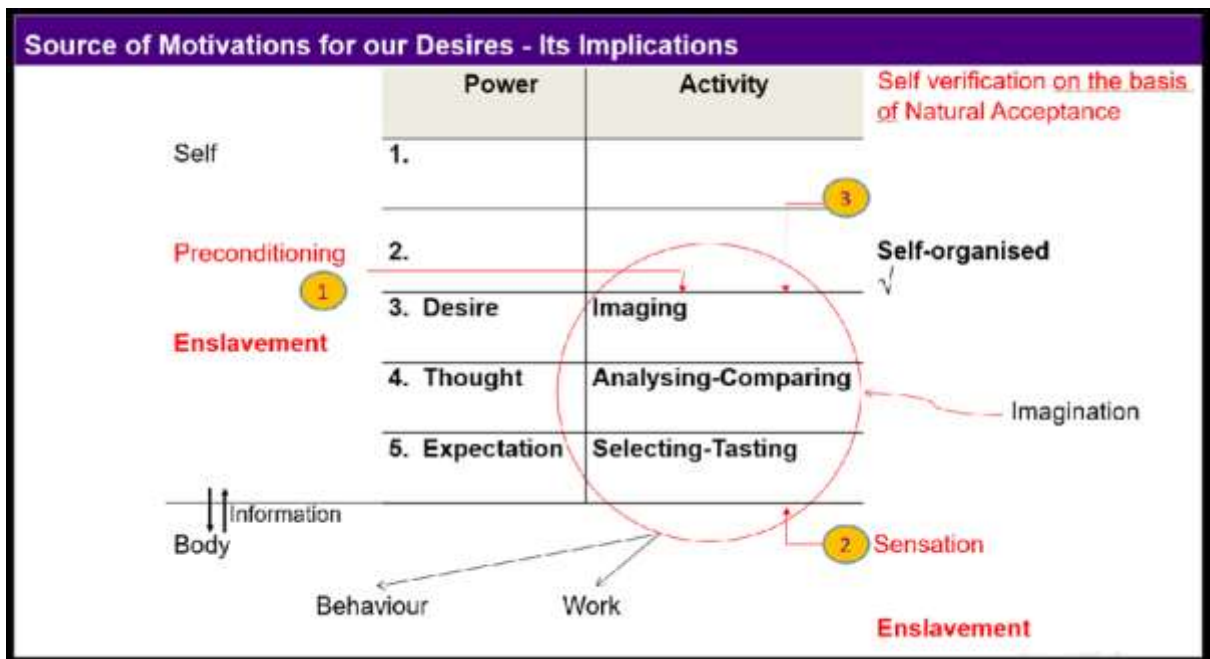 Source of Motivations for our Desires - Its Implications
Power
Activity
Self verification on the basis
of Natural Acceptance
Self
1.
3
Preconditioning
2.
Self-organised
√
1
3. Desire
Imaging
Enslavement
4. Thought
Analysing-Comparing
Imagination
5. Expectation
Selecting-Tasting
Information
Body
2
Sensation
Behaviour
Work
Enslavement